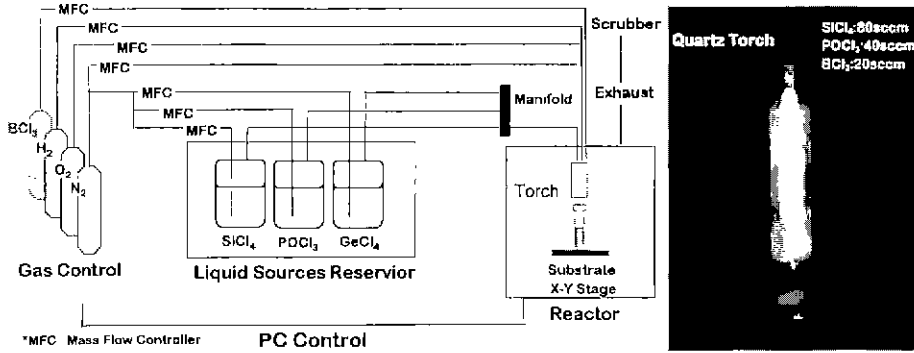 MFC
MFC
MFC
MFC
MFC
MFC
MFC
BCl₃
H₂
O₂
N₂
Gas Control
SiCl₄
POCl₃
GeCl₄
Liquid Sources Reservior
Manifold
Scrubber
Exhaust
Torch
Substrate
X-Y Stage
Reactor
*MFC Mass Flow Controller
PC Control
Quartz Torch
SiCl₄:80sccm
POCl₃:40sccm
BCl₃:20sccm